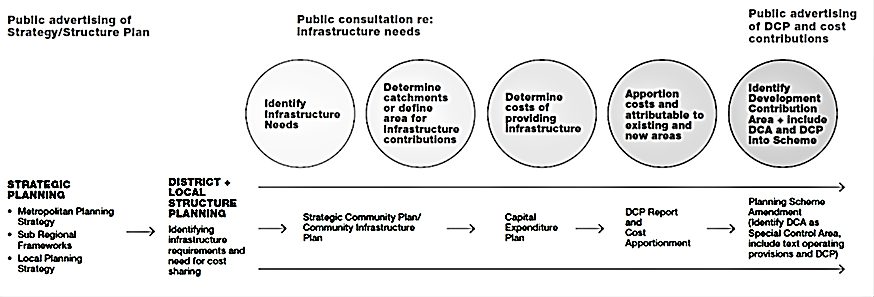 Public advertising of
Strategy/Structure Plan
Public consultation re:
Infrastructure needs
Public advertising
of DCP and cost
contributions
Identify
Infrastructure
Needs
Determine
catchments
or define
area for
Infrastructure
contributions
Determine
costs of
providing
Infrastructure
Apportion
costs and
attributable to
existing and
new areas
Identify
Development
Contribution
Area + Include
DCA and DCP
Into Scheme
STRATEGIC
PLANNING
• Metropolitan Planning
Strategy
• Sub Regional
Frameworks
• Local Planning
Strategy
DISTRICT +
LOCAL
STRUCTURE
PLANNING
Identifying
infrastructure
requirements and
need for cost
sharing
Strategic Community Plan/
Community Infrastructure
Plan
Capital
Expenditure
Plan
DCP Report
and
Cost
Apportionment
Planning Scheme
Amendment
(Identify DCA as
Special Control Area,
include text operating
provisions and DCP)